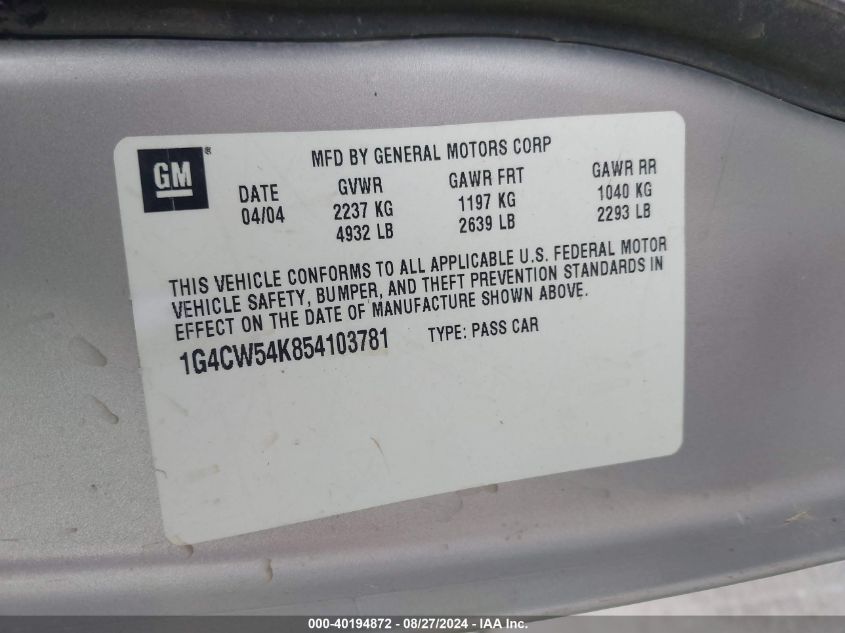 GM®
MFD BY GENERAL MOTORS CORP
DATE GVWR GAWR FRT GAWR RR
04/04 2237 KG 1197 KG 1040 KG
4932 LB 2639 LB 2293 LB
THIS VEHICLE CONFORMS TO ALL APPLICABLE U.S. FEDERAL MOTOR
VEHICLE SAFETY, BUMPER, AND THEFT PREVENTION STANDARDS IN
EFFECT ON THE DATE OF MANUFACTURE SHOWN ABOVE.
1G4CW54K854103781 TYPE: PASS CAR
000-40194872 / 08/27/2024 - IAA Inc.